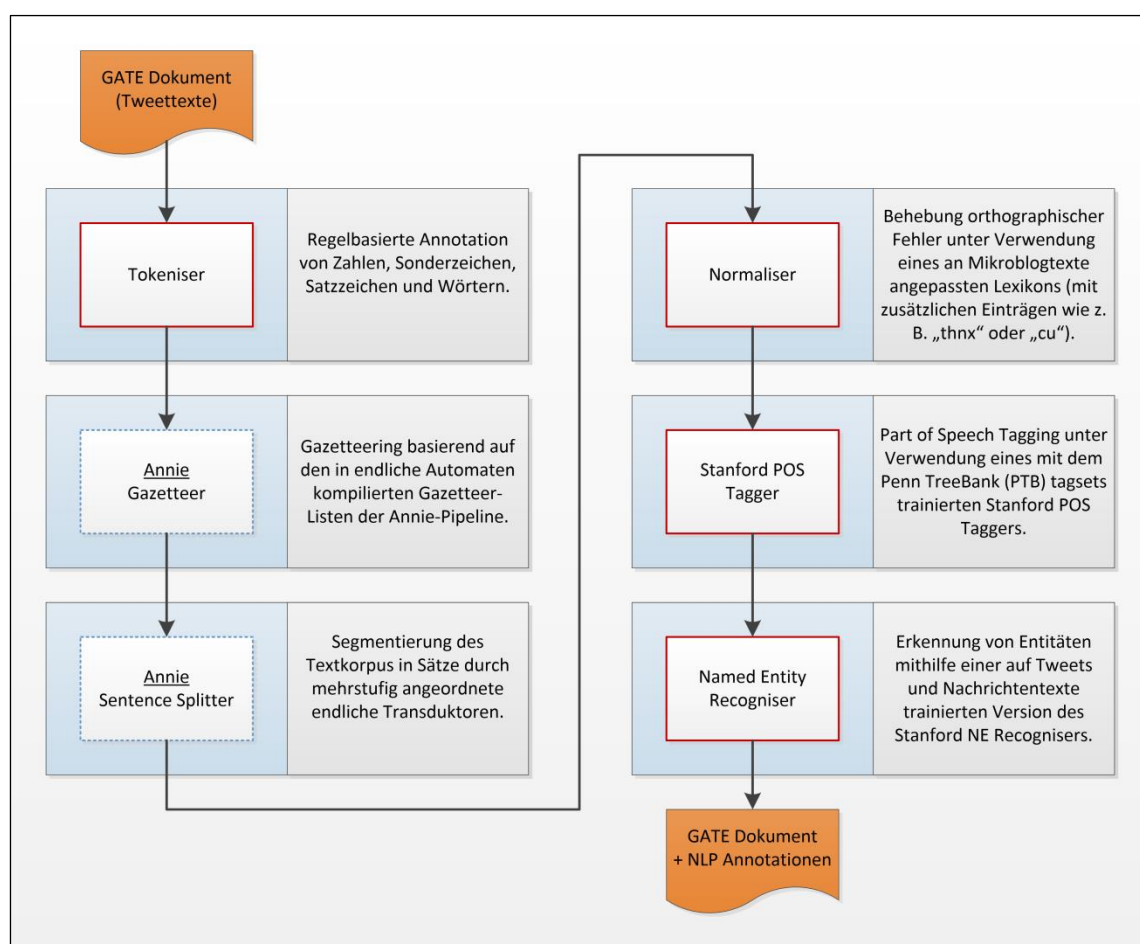 GATE Dokument
(Tweettexte)
Tokeniser
Regelbasierte Annotation
von Zahlen, Sonderzeichen,
Satzzeichen und Wörtern.
Annie
Gazetteer
Gazetteering basierend auf
den in endliche Automaten
kompilierten Gazetteer-
Listen der Annie-Pipeline.
Annie
Sentence Splitter
Segmentierung des
Textkorpus in Sätze durch
mehrstufig angeordnete
endliche Transduktoren.
Normaliser
Behebung orthographischer
Fehler unter Verwendung
eines an Mikroblogtexte
angepassten Lexikons (mit
zusätzlichen Einträgen wie z.
B. „thnx" oder „cu").
Stanford POS
Tagger
Part of Speech Tagging unter
Verwendung eines mit dem
Penn TreeBank (PTB) tagsets
trainierten Stanford POS
Taggers.
Named Entity
Recogniser
Erkennung von Entitäten
mithilfe einer auf Tweets
und Nachrichtentexte
trainierten Version des
Stanford NE Recognisers.
GATE Dokument
+ NLP Annotationen